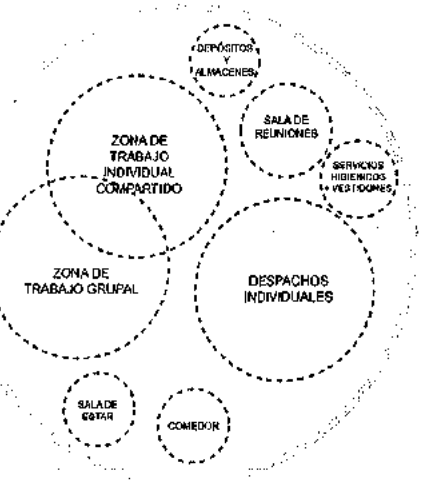 DEPÓSITOS
Y
ALMACENES
SALA DE
REUNIONES
ZONA DE
TRABAJO
INDIVIDUAL
COMPARTIDO
SERVICIOS
HIGIENICOS
+ VESTIDORES
ZONA DE
TRABAJO GRUPAL
DESPACHOS
INDIVIDUALES
SALA DE
ESTAR
COMEDOR